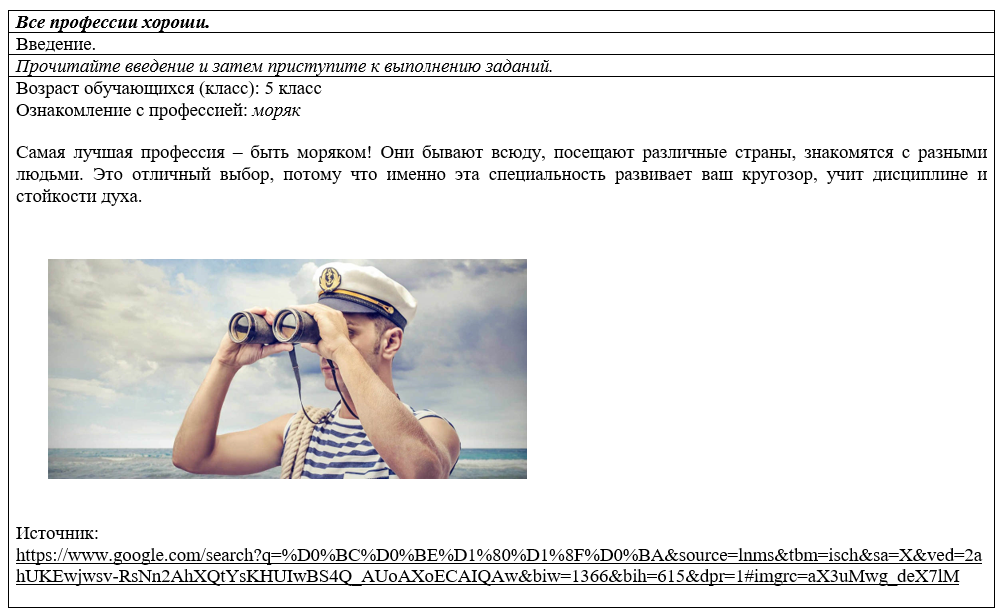 Все профессии хороши.
Введение.
Прочитайте введение и затем приступите к выполнению заданий.
Возраст обучающихся (класс): 5 класс
Ознакомление с профессией: моряк
Самая лучшая профессия – быть моряком! Они бывают всюду, посещают различные страны, знакомятся с разными
людьми. Это отличный выбор, потому что именно эта специальность развивает ваш кругозор, учит дисциплине и
стойкости духа.
Источник:
https://www.google.com/search?q=%D0%BC%D0%BE%D1%80%D1%8F%D0%BA&source=lnms&tbm=isch&sa=X&ved=2a
hUKEwjwsv-RsNn2AhXQtYsKHUIwBS4Q_AUoAXoECAIQAw&biw=1366&bih=615&dpr=1#imgrc=aX3uMwg_deX7lM